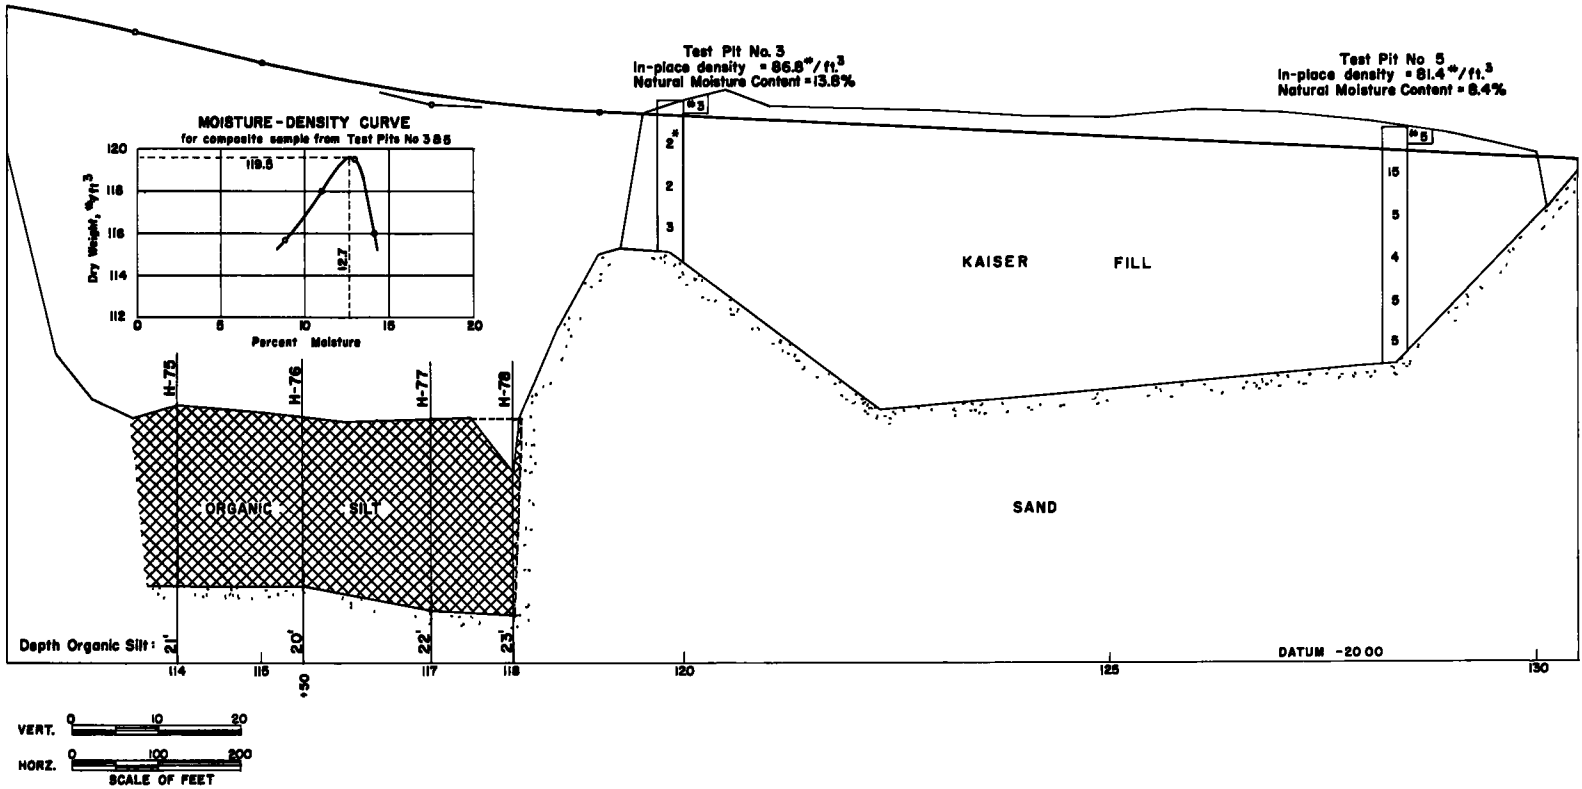 Test Pit No. 3
In-place density = 86.8#/ft.3
Natural Moisture Content = 13.8%
Test Pit No 5
In-place density = 81.4#/ft.3
Natural Moisture Content = 8.4%
#3
2"
2
3
#5
15
5
4
5
5
MOISTURE-DENSITY CURVE
for composite sample from Test Pits No 3 & 5
120
118
116
114
112
Dry Weight, #/ft3
119.5
12.7
0
5
10
15
20
Percent Moisture
KAISER FILL
H-75
H-76
H-77
H-78
ORGANIC SILT
SAND
Depth Organic Silt:
21'
20'
22'
23'
DATUM -20 00
114
115
+50
117
118
120
125
130
VERT.
0 10 20
HORZ.
0 100 200
SCALE OF FEET